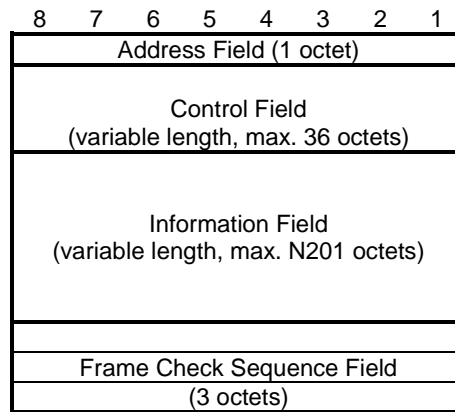 8 7 6 5 4 3 2 1
Address Field (1 octet)
Control Field
(variable length, max. 36 octets)
Information Field
(variable length, max. N201 octets)
Frame Check Sequence Field
(3 octets)